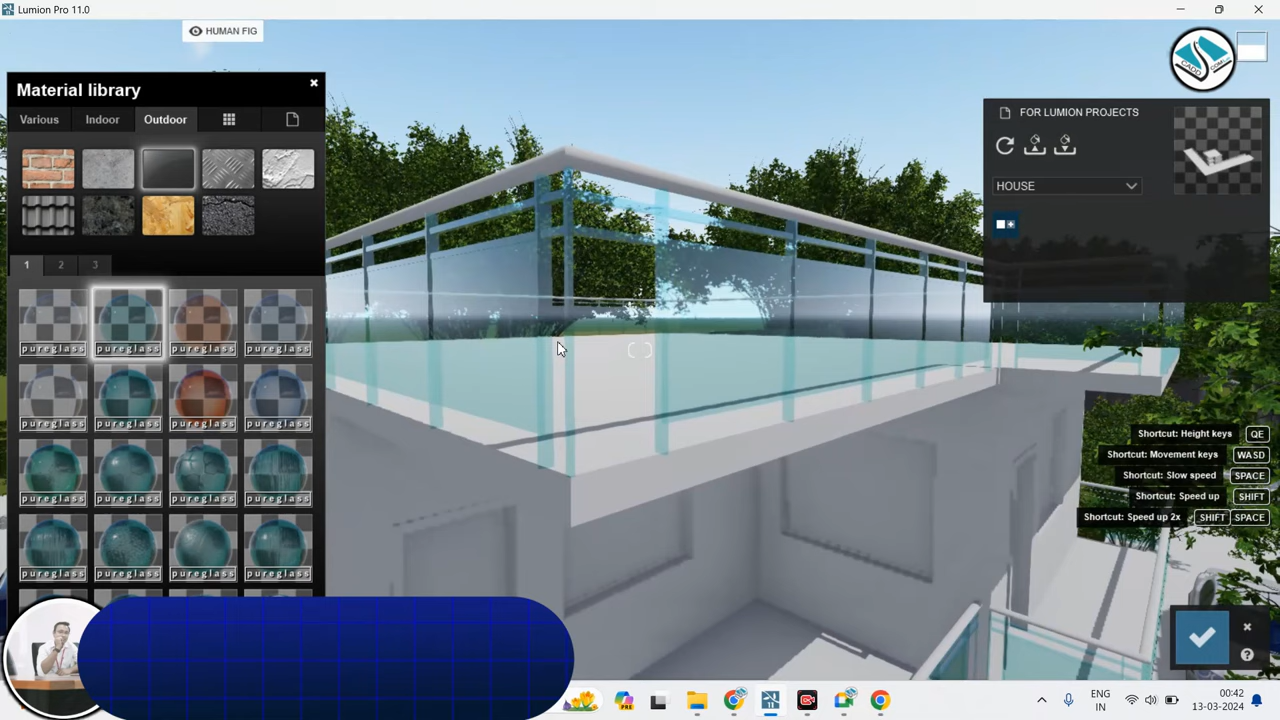 Lumion Pro 11.0
HUMAN FIG
CADD
Material library
Various Indoor Outdoor
1 2 3
pureglass pureglass pureglass pureglass
pureglass pureglass pureglass pureglass
pureglass pureglass pureglass pureglass
pureglass pureglass pureglass pureglass
FOR LUMION PROJECTS
HOUSE
Shortcut: Height keys QE
Shortcut: Movement keys WASD
Shortcut: Slow speed SPACE
Shortcut: Speed up SHIFT
Shortcut: Speed up 2x SHIFT SPACE
PRE
ENG
IN
00:42
13-03-2024